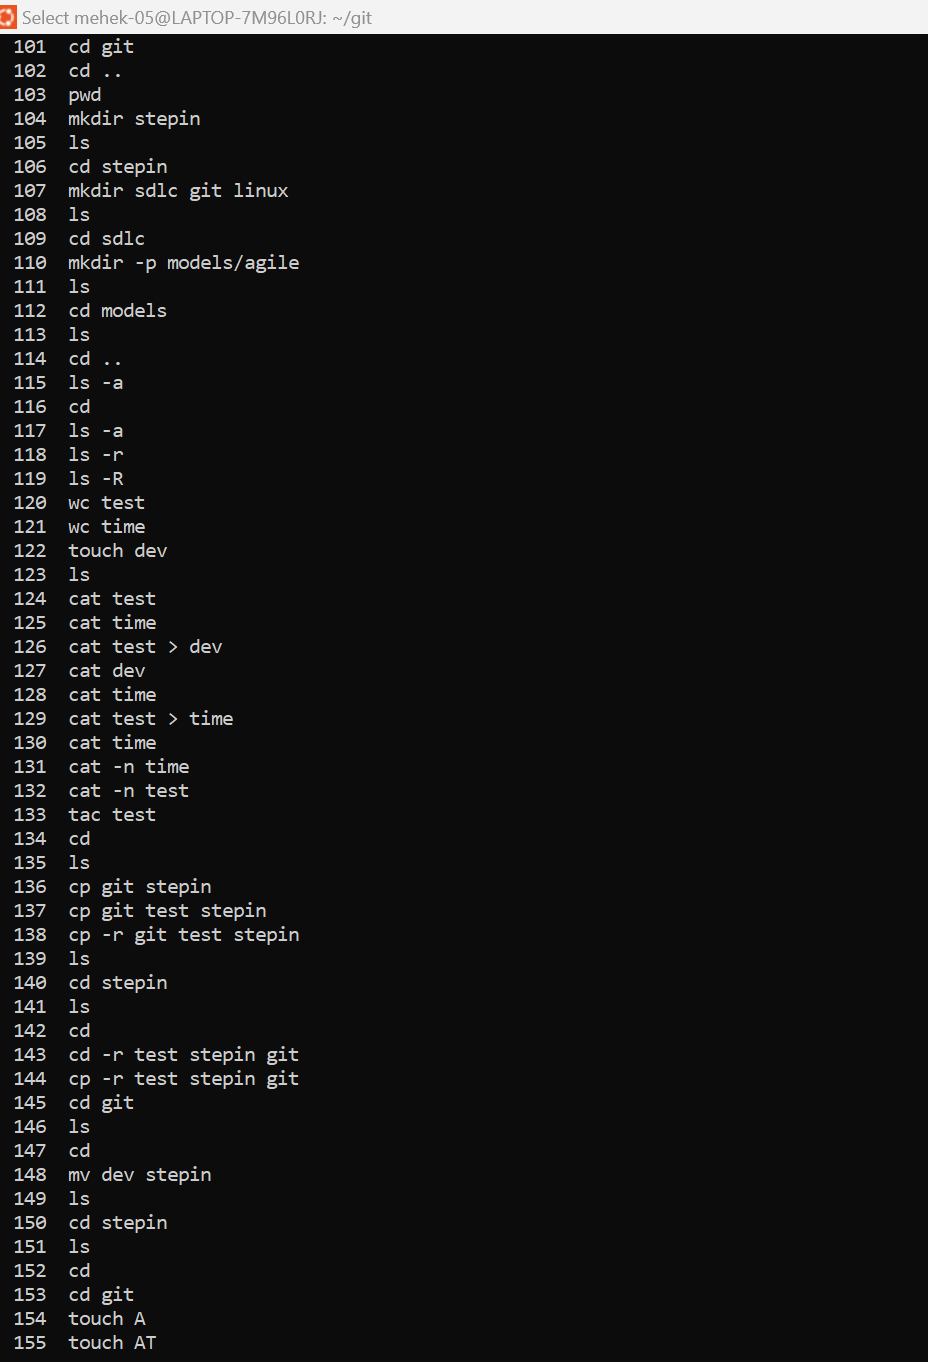 Select mehek-05@LAPTOP-7M96L0RJ: ~/git
101 cd git
102 cd ..
103 pwd
104 mkdir stepin
105 ls
106 cd stepin
107 mkdir sdlc git linux
108 ls
109 cd sdlc
110 mkdir -p models/agile
111 ls
112 cd models
113 ls
114 cd ..
115 ls -a
116 cd
117 ls -a
118 ls -r
119 ls -R
120 wc test
121 wc time
122 touch dev
123 ls
124 cat test
125 cat time
126 cat test > dev
127 cat dev
128 cat time
129 cat test > time
130 cat time
131 cat -n time
132 cat -n test
133 tac test
134 cd
135 ls
136 cp git stepin
137 cp git test stepin
138 cp -r git test stepin
139 ls
140 cd stepin
141 ls
142 cd
143 cd -r test stepin git
144 cp -r test stepin git
145 cd git
146 ls
147 cd
148 mv dev stepin
149 ls
150 cd stepin
151 ls
152 cd
153 cd git
154 touch A
155 touch AT